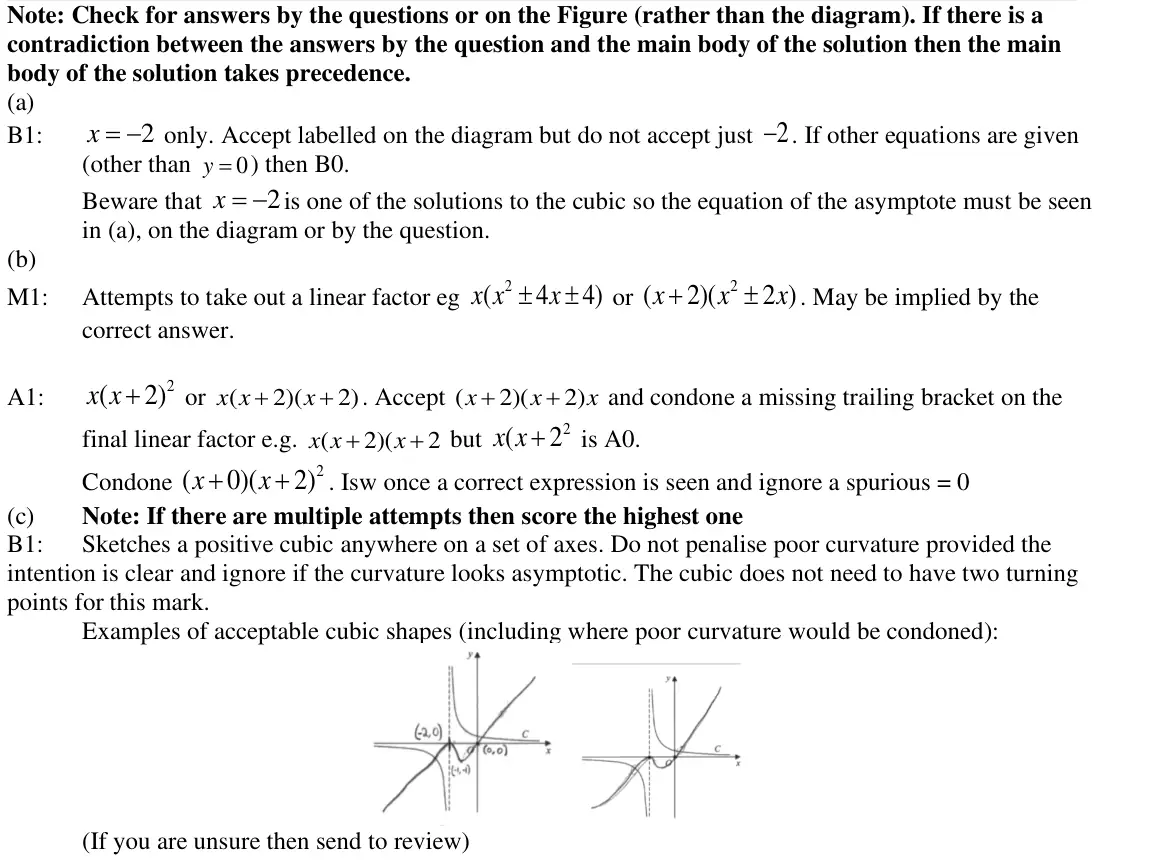 Note: Check for answers by the questions or on the Figure (rather than the diagram). If there is a
contradiction between the answers by the question and the main body of the solution then the main
body of the solution takes precedence.
(a)
B1: x = −2 only. Accept labelled on the diagram but do not accept just −2. If other equations are given
(other than y = 0) then B0.
Beware that x = −2 is one of the solutions to the cubic so the equation of the asymptote must be seen
in (a), on the diagram or by the question.
(b)
M1: Attempts to take out a linear factor eg x(x² ± 4x ± 4) or (x + 2)(x² ± 2x). May be implied by the
correct answer.
A1: x(x + 2)² or x(x + 2)(x + 2). Accept (x + 2)(x + 2)x and condone a missing trailing bracket on the
final linear factor e.g. x(x + 2)(x + 2 but x(x + 2² is A0.
Condone (x + 0)(x + 2)². Isw once a correct expression is seen and ignore a spurious = 0
(c) Note: If there are multiple attempts then score the highest one
B1: Sketches a positive cubic anywhere on a set of axes. Do not penalise poor curvature provided the
intention is clear and ignore if the curvature looks asymptotic. The cubic does not need to have two turning
points for this mark.
Examples of acceptable cubic shapes (including where poor curvature would be condoned):
y
(-2,0)
C
O
(0,0)
x
(-1,-1)
y
C
O
x
(If you are unsure then send to review)